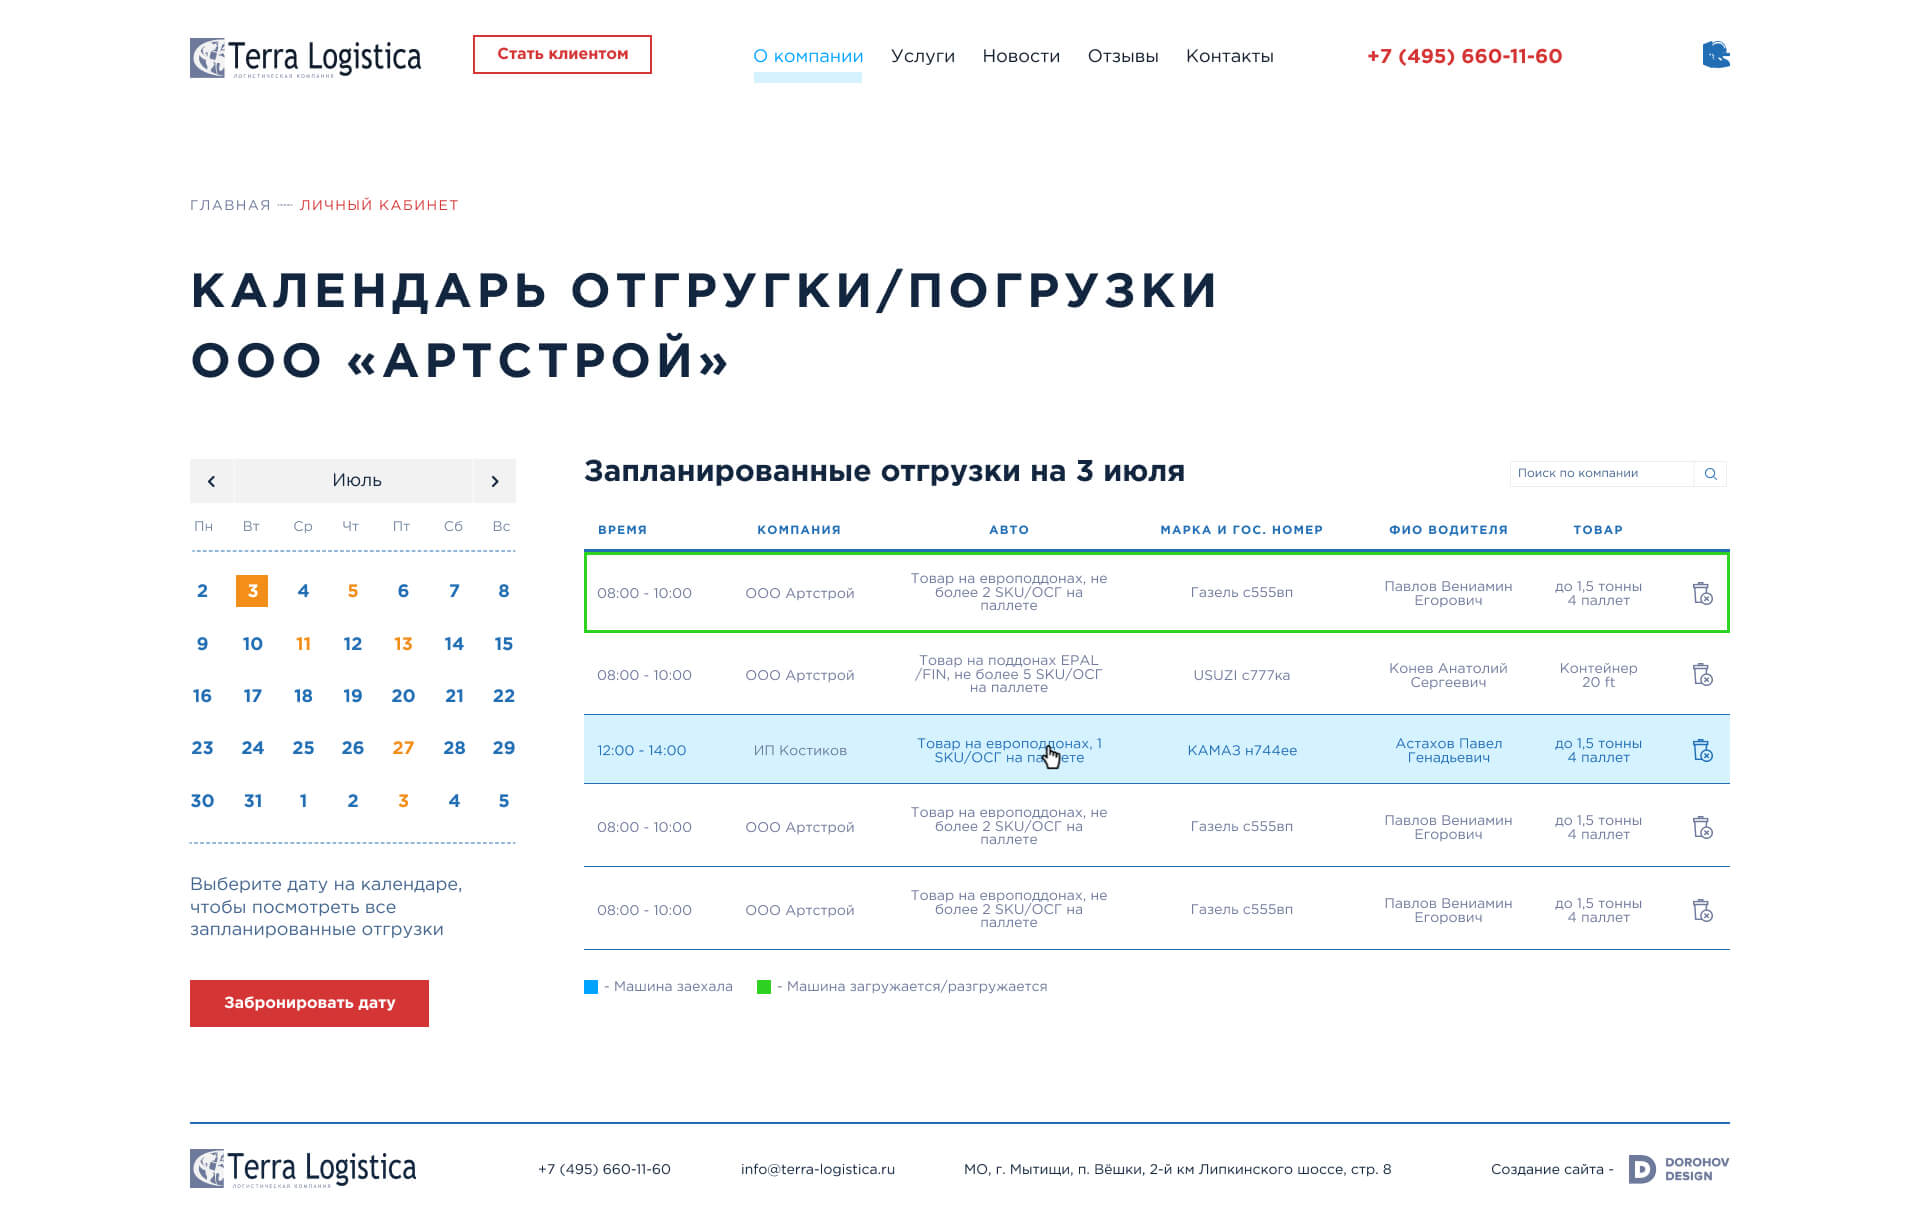 Terra Logistica
ЛОГИСТИЧЕСКАЯ КОМПАНИЯ
Стать клиентом
О компании Услуги Новости Отзывы Контакты
+7 (495) 660-11-60
ГЛАВНАЯ — ЛИЧНЫЙ КАБИНЕТ
КАЛЕНДАРЬ ОТГРУГКИ/ПОГРУЗКИ
ООО «АРТСТРОЙ»
Июль
Пн Вт Ср Чт Пт Сб Вс
2 3 4 5 6 7 8
9 10 11 12 13 14 15
16 17 18 19 20 21 22
23 24 25 26 27 28 29
30 31 1 2 3 4 5
Выберите дату на календаре,
чтобы посмотреть все
запланированные отгрузки
Забронировать дату
Запланированные отгрузки на 3 июля
Поиск по компании
ВРЕМЯ КОМПАНИЯ АВТО МАРКА И ГОС. НОМЕР ФИО ВОДИТЕЛЯ ТОВАР
08:00 - 10:00
ООО Артстрой
Товар на европоддонах, не
более 2 SKU/ОСГ на
паллете
Газель с555вп
Павлов Вениамин
Егорович
до 1,5 тонны
4 паллет
08:00 - 10:00
ООО Артстрой
Товар на поддонах EPAL
/FIN, не более 5 SKU/ОСГ
на паллете
USUZI с777ка
Конев Анатолий
Сергеевич
Контейнер
20 ft
12:00 - 14:00
ИП Костиков
Товар на европоддонах, 1
SKU/ОСГ на паллете
КАМАЗ н744ее
Астахов Павел
Генадьевич
до 1,5 тонны
4 паллет
08:00 - 10:00
ООО Артстрой
Товар на европоддонах, не
более 2 SKU/ОСГ на
паллете
Газель с555вп
Павлов Вениамин
Егорович
до 1,5 тонны
4 паллет
08:00 - 10:00
ООО Артстрой
Товар на европоддонах, не
более 2 SKU/ОСГ на
паллете
Газель с555вп
Павлов Вениамин
Егорович
до 1,5 тонны
4 паллет
- Машина заехала
- Машина загружается/разгружается
Terra Logistica
ЛОГИСТИЧЕСКАЯ КОМПАНИЯ
+7 (495) 660-11-60
info@terra-logistica.ru
МО, г. Мытищи, п. Вёшки, 2-й км Липкинского шоссе, стр. 8
Создание сайта -
DOROHOV
DESIGN